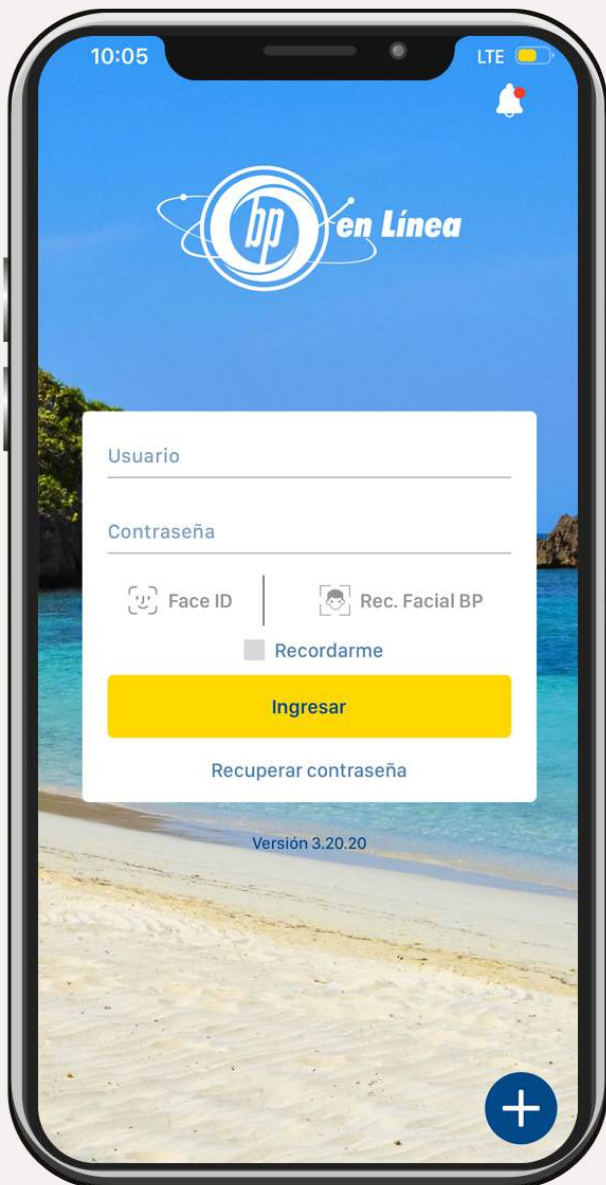 10:05
LTE
bp en Línea
Usuario
Contraseña
Face ID
Rec. Facial BP
Recordarme
Ingresar
Recuperar contraseña
Versión 3.20.20